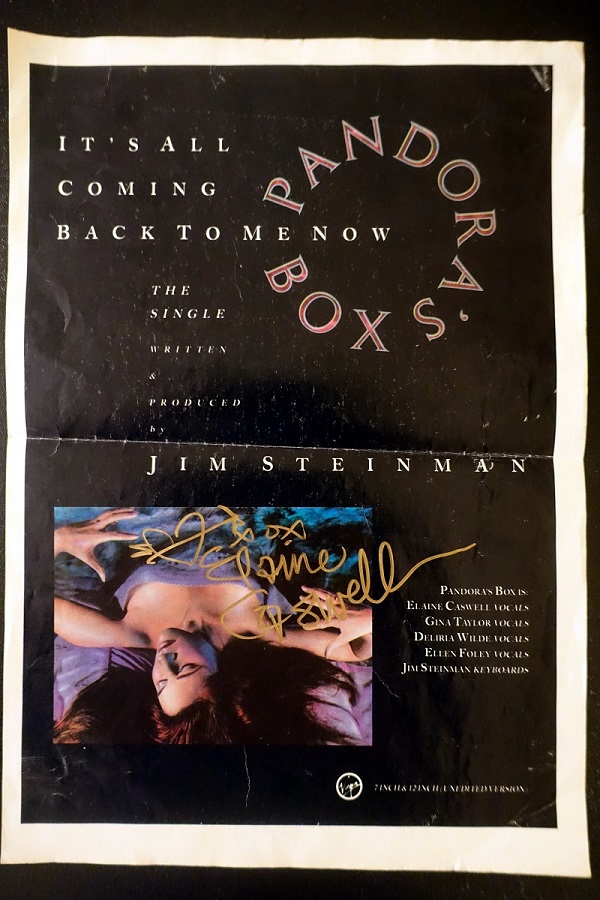 IT'S ALL
COMING
BACK TO ME NOW
PANDORA'S
BOX
THE
SINGLE
WRITTEN
&
PRODUCED
by
JIM STEINMAN
xoxx
Elaine
Caswell
PANDORA'S BOX IS:
ELAINE CASWELL VOCALS
GINA TAYLOR VOCALS
DELIRIA WILDE VOCALS
ELLEN FOLEY VOCALS
JIM STEINMAN KEYBOARDS
Virgin
7 INCH & 12 INCH (UNEDITED VERSION)